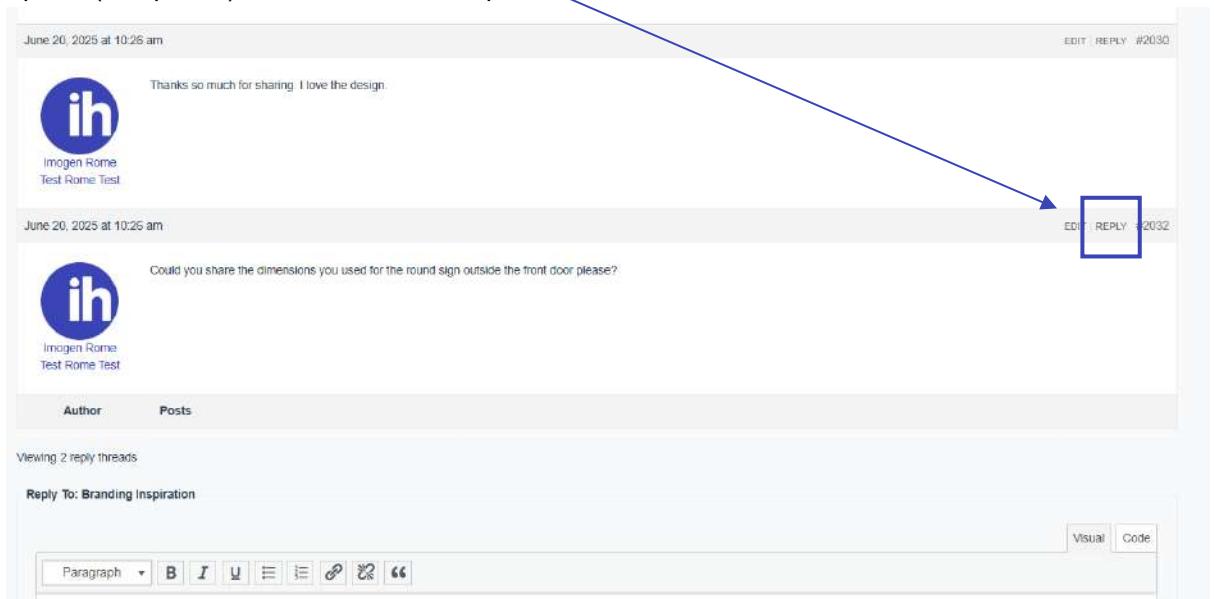 June 20, 2025 at 10:26 am EDIT REPLY #2030
Thanks so much for sharing. I love the design.
ih
Imogen Rome
Test Rome Test
June 20, 2025 at 10:26 am EDIT REPLY #2032
Could you share the dimensions you used for the round sign outside the front door please?
ih
Imogen Rome
Test Rome Test
Author Posts
Viewing 2 reply threads
Reply To: Branding Inspiration
Visual Code
Paragraph B I U